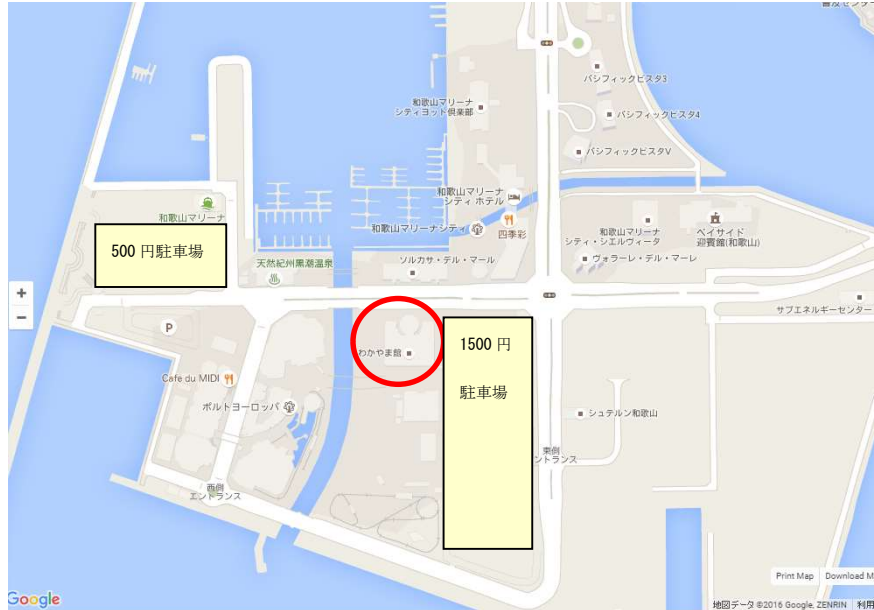 パシフィックビスタ3
和歌山マリーナ
シティヨット倶楽部
パシフィックビスタ4
パシフィックビスタV
和歌山マリーナ
シティ ホテル
和歌山マリーナ
500 円駐車場
和歌山マリーナシティ
四季彩
和歌山マリーナ
シティ・シエルヴィータ
ベイサイド
迎賓館(和歌山)
天然紀州黒潮温泉
ソルカサ・デル・マール
ヴォラーレ・デル・マーレ
+
−
サブエネルギーセンター
P
わかやま館
1500 円
駐車場
Cafe du MIDI
ポルトヨーロッパ
シュテルン和歌山
東側
ントランス
西側
エントランス
Print Map
Download M
Google
地図データ ©2016 Google, ZENRIN
利用